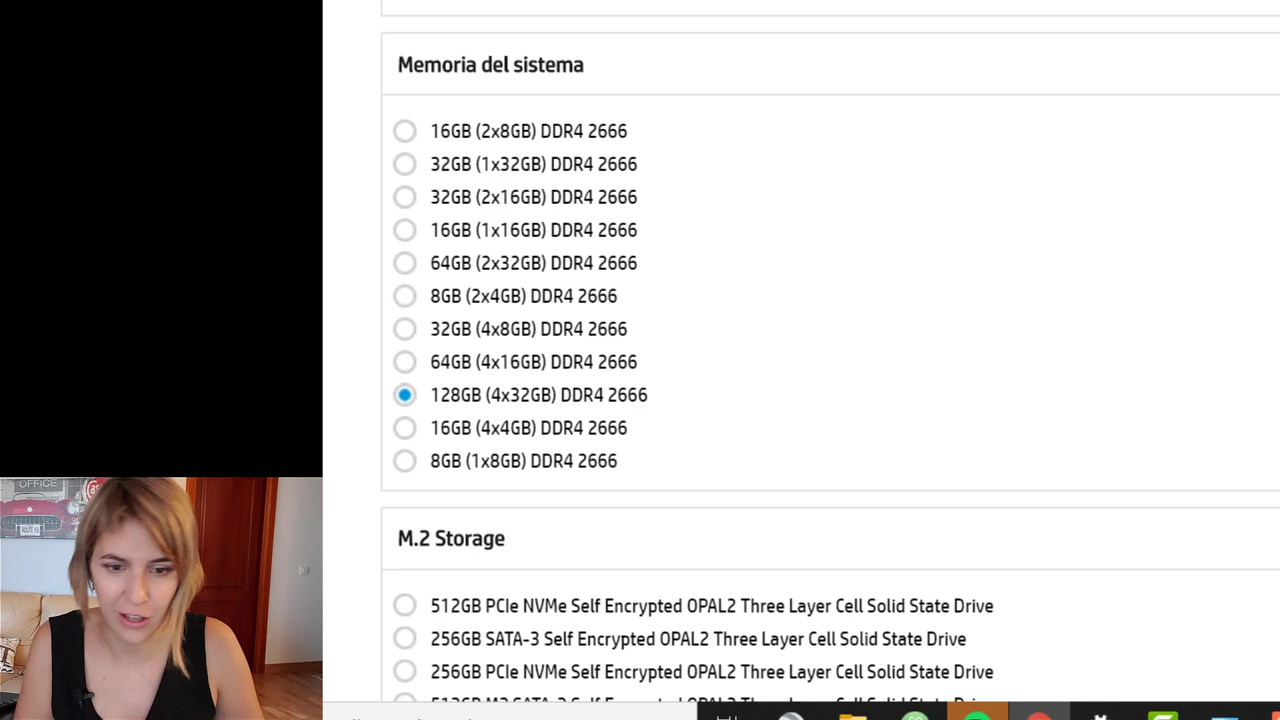 Memoria del sistema
16GB (2x8GB) DDR4 2666
32GB (1x32GB) DDR4 2666
32GB (2x16GB) DDR4 2666
16GB (1x16GB) DDR4 2666
64GB (2x32GB) DDR4 2666
8GB (2x4GB) DDR4 2666
32GB (4x8GB) DDR4 2666
64GB (4x16GB) DDR4 2666
128GB (4x32GB) DDR4 2666
16GB (4x4GB) DDR4 2666
8GB (1x8GB) DDR4 2666
M.2 Storage
512GB PCIe NVMe Self Encrypted OPAL2 Three Layer Cell Solid State Drive
256GB SATA-3 Self Encrypted OPAL2 Three Layer Cell Solid State Drive
256GB PCIe NVMe Self Encrypted OPAL2 Three Layer Cell Solid State Drive
OFFICE